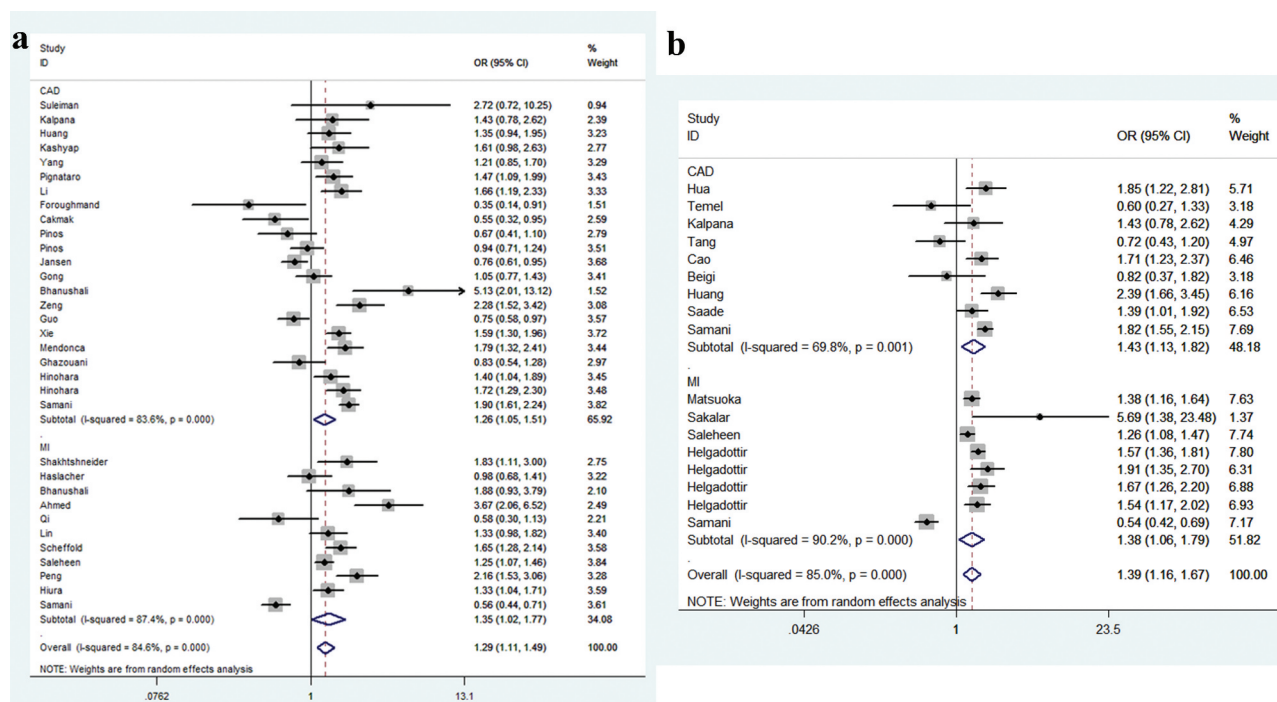 a
Study %
ID OR (95% CI) Weight
CAD
Suleiman 2.72 (0.72, 10.25) 0.94
Kalpana 1.43 (0.78, 2.62) 2.39
Huang 1.35 (0.94, 1.95) 3.23
Kashyap 1.61 (0.98, 2.63) 2.77
Yang 1.21 (0.85, 1.70) 3.29
Pignataro 1.47 (1.09, 1.99) 3.43
Li 1.66 (1.19, 2.33) 3.33
Foroughmand 0.35 (0.14, 0.91) 1.51
Cakmak 0.55 (0.32, 0.95) 2.59
Pinos 0.67 (0.41, 1.10) 2.79
Pinos 0.94 (0.71, 1.24) 3.51
Jansen 0.76 (0.61, 0.95) 3.68
Gong 1.05 (0.77, 1.43) 3.41
Bhanushali 5.13 (2.01, 13.12) 1.52
Zeng 2.28 (1.52, 3.42) 3.08
Guo 0.75 (0.58, 0.97) 3.57
Xie 1.59 (1.30, 1.96) 3.72
Mendonca 1.79 (1.32, 2.41) 3.44
Ghazouani 0.83 (0.54, 1.28) 2.97
Hinohara 1.40 (1.04, 1.89) 3.45
Hinohara 1.72 (1.29, 2.30) 3.48
Samani 1.90 (1.61, 2.24) 3.82
Subtotal (I-squared = 83.6%, p = 0.000) 1.26 (1.05, 1.51) 65.92
.
MI
Shakhtshneider 1.83 (1.11, 3.00) 2.75
Haslacher 0.98 (0.68, 1.41) 3.22
Bhanushali 1.88 (0.93, 3.79) 2.10
Ahmed 3.67 (2.06, 6.52) 2.49
Qi 0.58 (0.30, 1.13) 2.21
Lin 1.33 (0.98, 1.82) 3.40
Scheffold 1.65 (1.28, 2.14) 3.58
Saleheen 1.25 (1.07, 1.46) 3.84
Peng 2.16 (1.53, 3.06) 3.28
Hiura 1.33 (1.04, 1.71) 3.59
Samani 0.56 (0.44, 0.71) 3.61
Subtotal (I-squared = 87.4%, p = 0.000) 1.35 (1.02, 1.77) 34.08
.
Overall (I-squared = 84.6%, p = 0.000) 1.29 (1.11, 1.49) 100.00
NOTE: Weights are from random effects analysis
.0762 1 13.1
b
Study %
ID OR (95% CI) Weight
CAD
Hua 1.85 (1.22, 2.81) 5.71
Temel 0.60 (0.27, 1.33) 3.18
Kalpana 1.43 (0.78, 2.62) 4.29
Tang 0.72 (0.43, 1.20) 4.97
Cao 1.71 (1.23, 2.37) 6.46
Beigi 0.82 (0.37, 1.82) 3.18
Huang 2.39 (1.66, 3.45) 6.16
Saade 1.39 (1.01, 1.92) 6.53
Samani 1.82 (1.55, 2.15) 7.69
Subtotal (I-squared = 69.8%, p = 0.001) 1.43 (1.13, 1.82) 48.18
.
MI
Matsuoka 1.38 (1.16, 1.64) 7.63
Sakalar 5.69 (1.38, 23.48) 1.37
Saleheen 1.26 (1.08, 1.47) 7.74
Helgadottir 1.57 (1.36, 1.81) 7.80
Helgadottir 1.91 (1.35, 2.70) 6.31
Helgadottir 1.67 (1.26, 2.20) 6.88
Helgadottir 1.54 (1.17, 2.02) 6.93
Samani 0.54 (0.42, 0.69) 7.17
Subtotal (I-squared = 90.2%, p = 0.000) 1.38 (1.06, 1.79) 51.82
.
Overall (I-squared = 85.0%, p = 0.000) 1.39 (1.16, 1.67) 100.00
NOTE: Weights are from random effects analysis
.0426 1 23.5